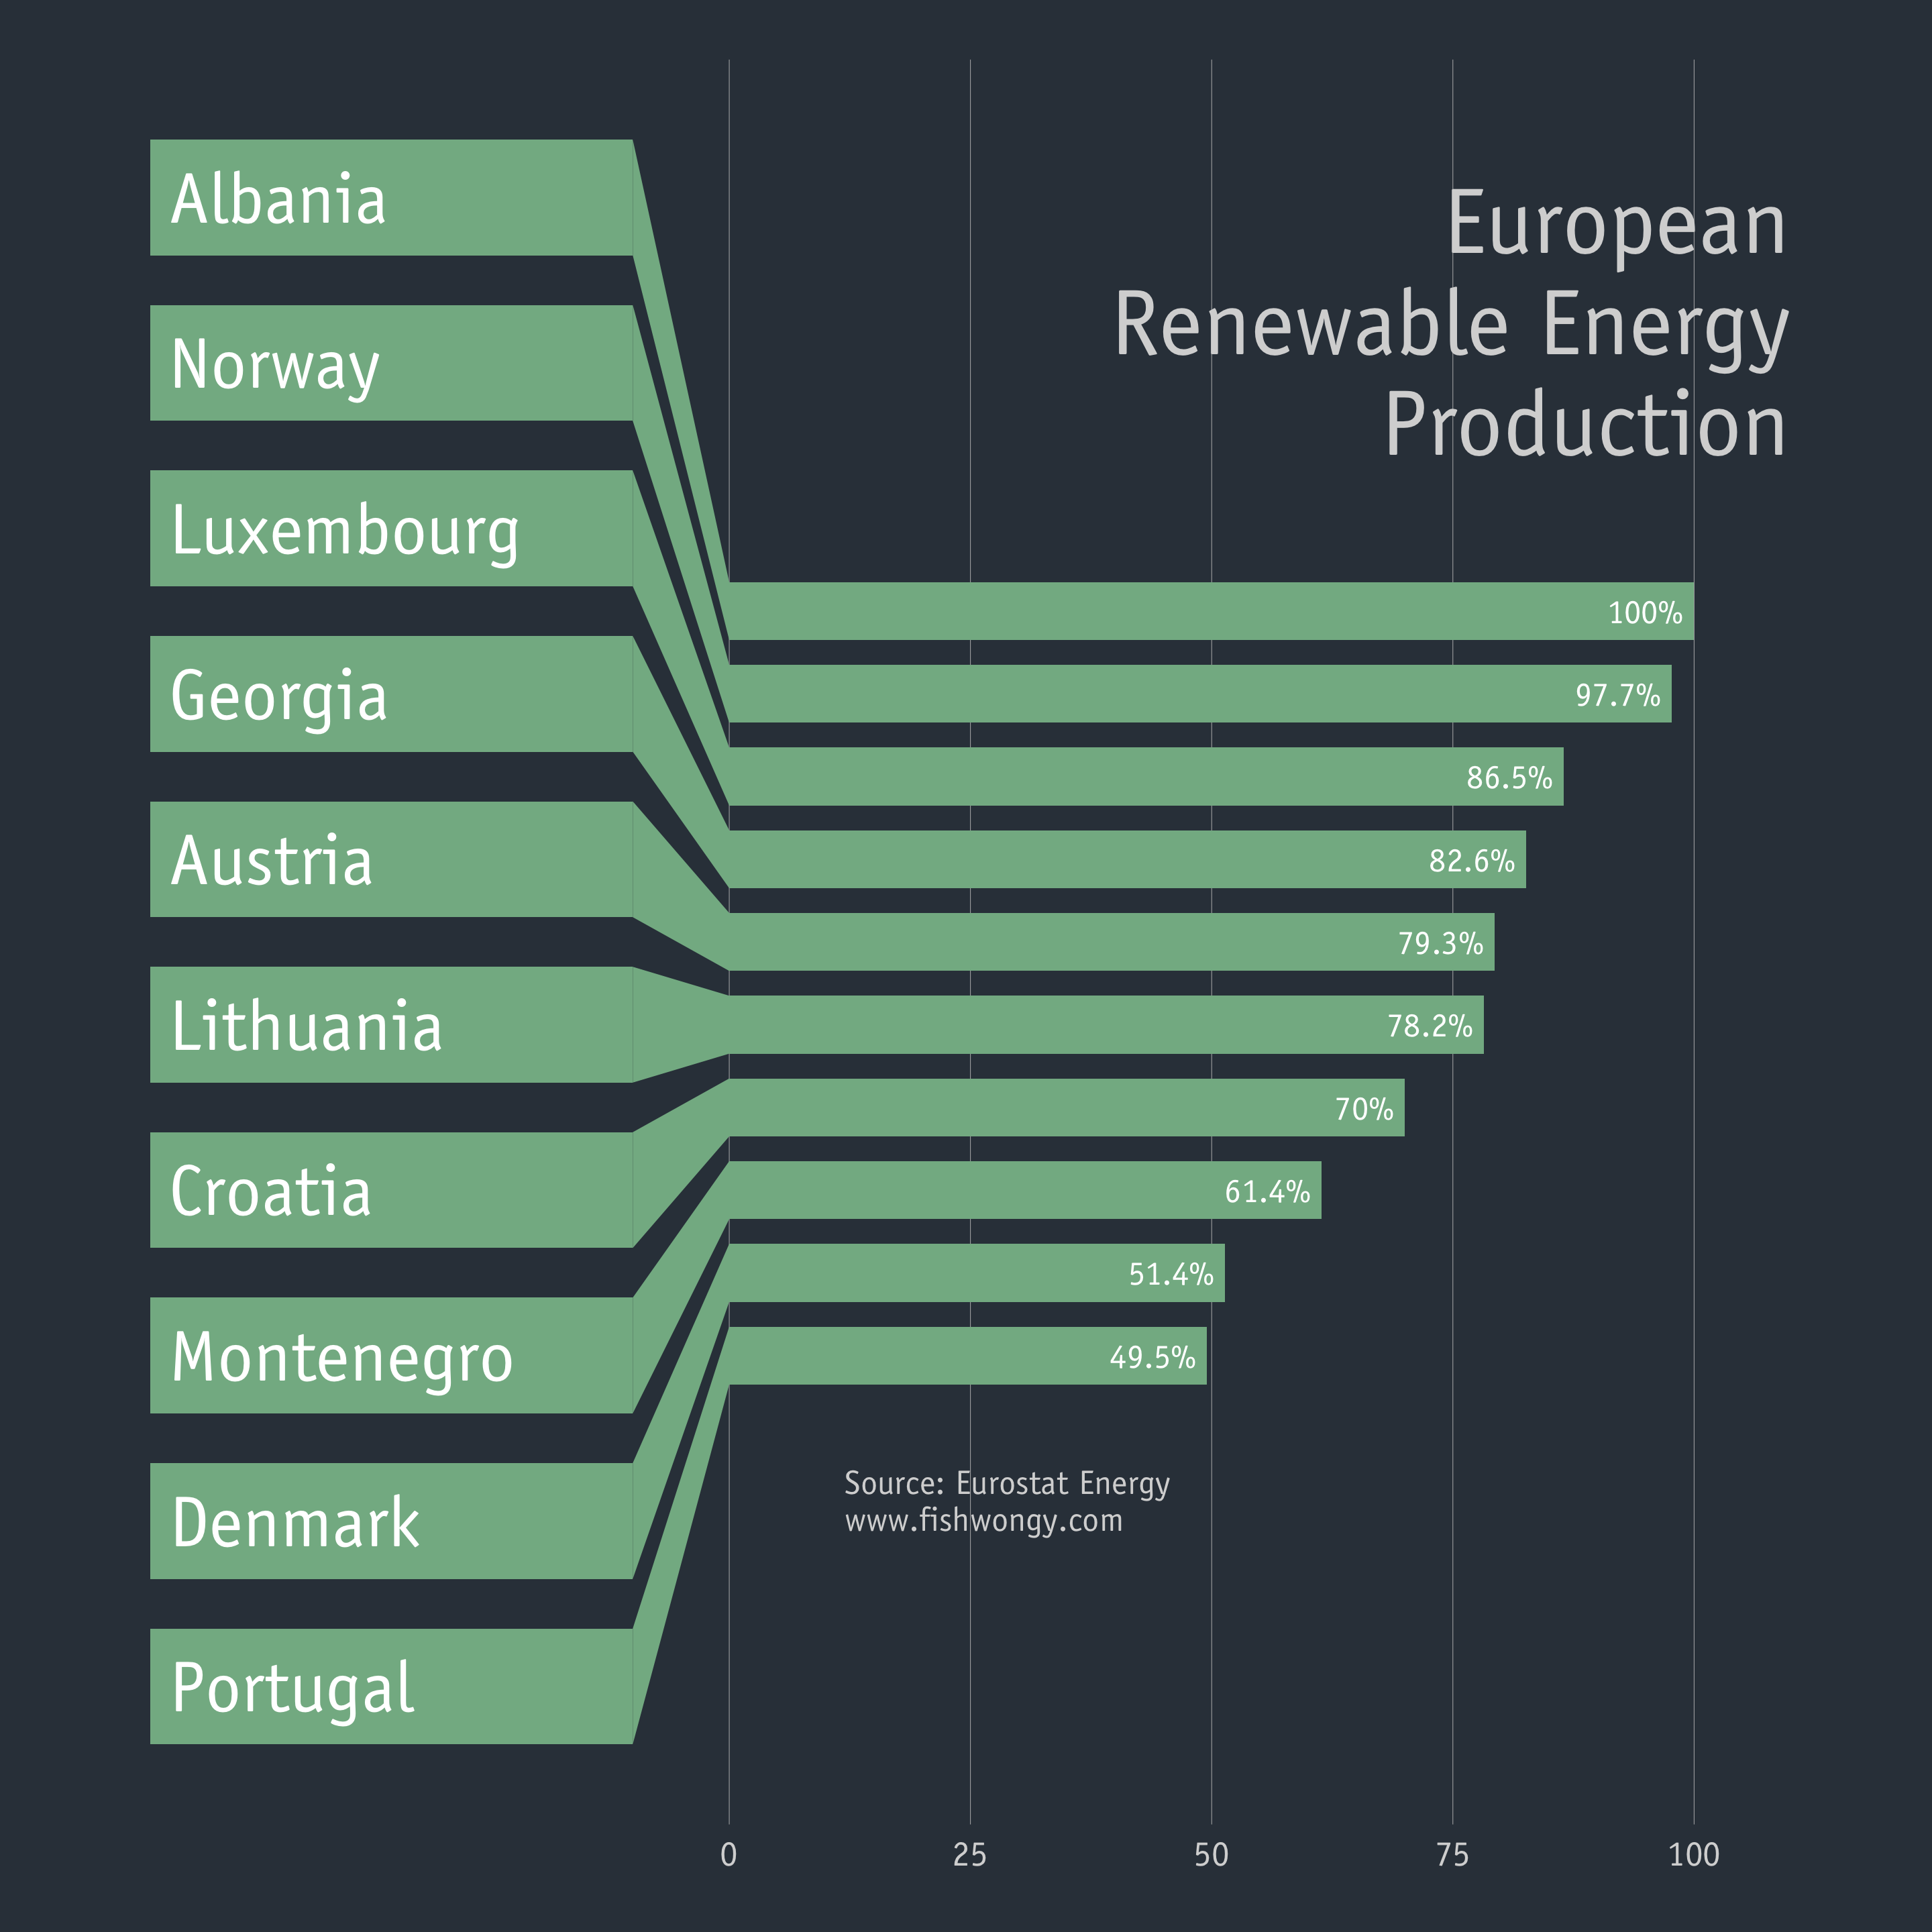 European
Renewable Energy
Production
Albania
Norway
Luxembourg
Georgia
Austria
Lithuania
Croatia
Montenegro
Denmark
Portugal
100%
97.7%
86.5%
82.6%
79.3%
78.2%
70%
61.4%
51.4%
49.5%
Source: Eurostat Energy
www.fishwongy.com
0 25 50 75 100